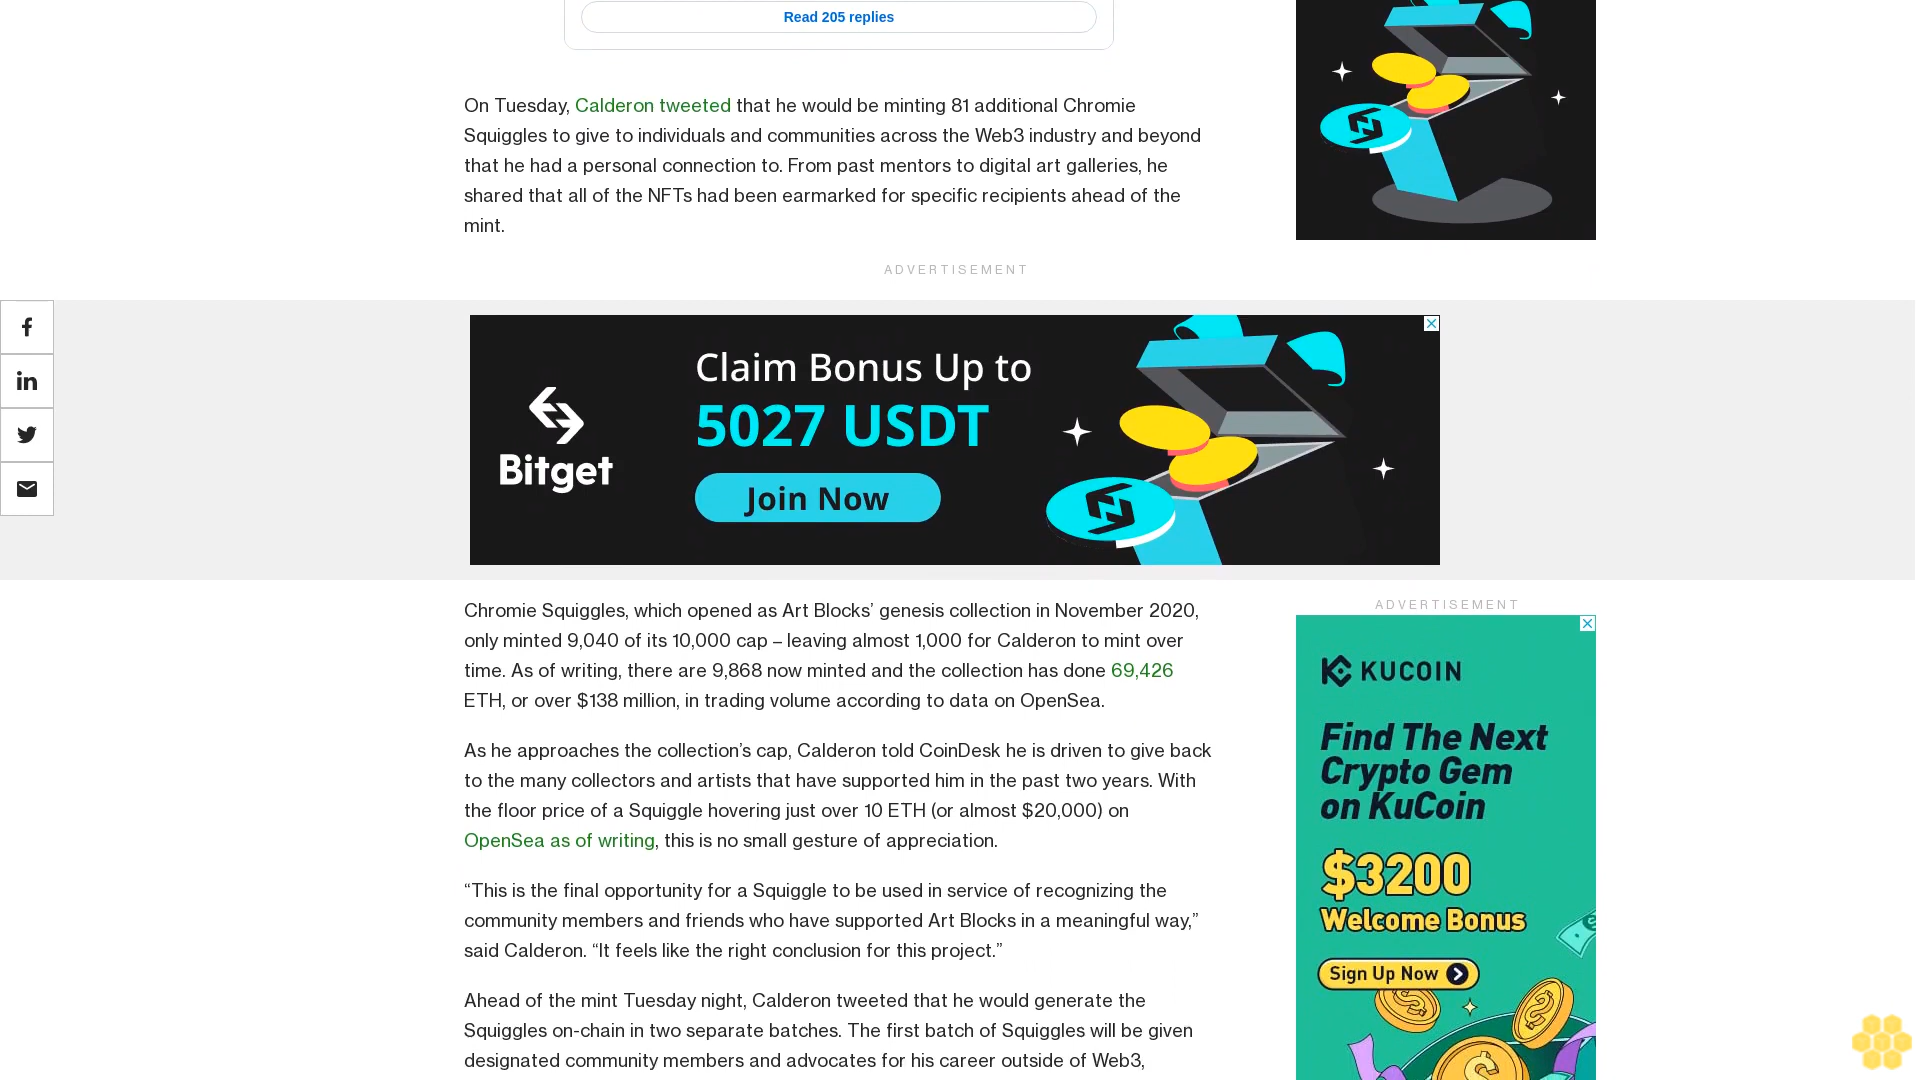 Read 205 replies
On Tuesday, Calderon tweeted that he would be minting 81 additional Chromie
Squiggles to give to individuals and communities across the Web3 industry and beyond
that he had a personal connection to. From past mentors to digital art galleries, he
shared that all of the NFTs had been earmarked for specific recipients ahead of the
mint.
ADVERTISEMENT
Bitget
Claim Bonus Up to
5027 USDT
Join Now
Chromie Squiggles, which opened as Art Blocks’ genesis collection in November 2020,
only minted 9,040 of its 10,000 cap – leaving almost 1,000 for Calderon to mint over
time. As of writing, there are 9,868 now minted and the collection has done 69,426
ETH, or over $138 million, in trading volume according to data on OpenSea.
As he approaches the collection’s cap, Calderon told CoinDesk he is driven to give back
to the many collectors and artists that have supported him in the past two years. With
the floor price of a Squiggle hovering just over 10 ETH (or almost $20,000) on
OpenSea as of writing, this is no small gesture of appreciation.
“This is the final opportunity for a Squiggle to be used in service of recognizing the
community members and friends who have supported Art Blocks in a meaningful way,”
said Calderon. “It feels like the right conclusion for this project.”
Ahead of the mint Tuesday night, Calderon tweeted that he would generate the
Squiggles on-chain in two separate batches. The first batch of Squiggles will be given
designated community members and advocates for his career outside of Web3,
ADVERTISEMENT
KUCOIN
Find The Next
Crypto Gem
on KuCoin
$3200
Welcome Bonus
Sign Up Now